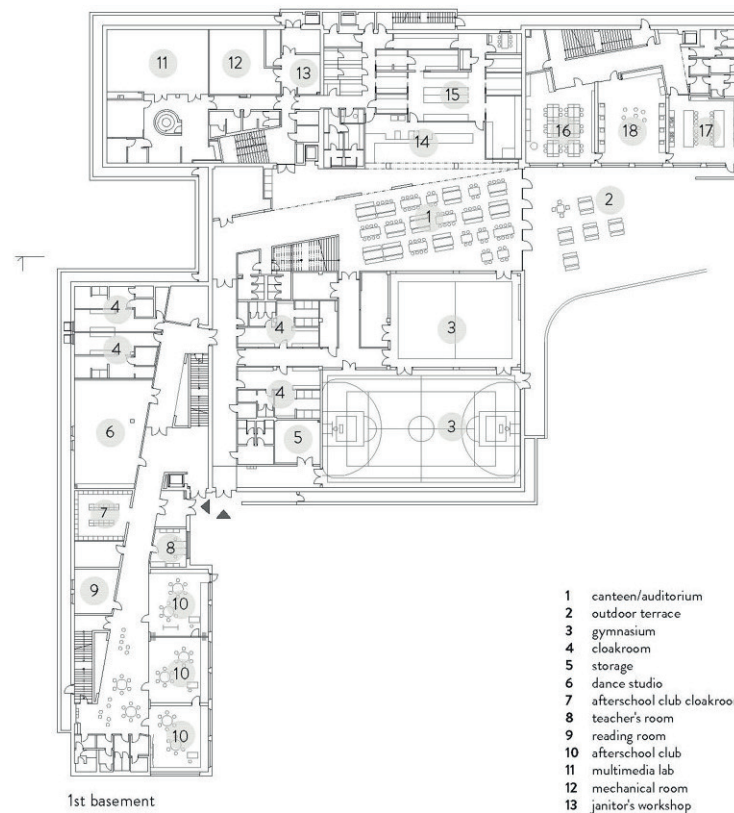 11
12
13
15
14
16
18
17
1
2
4
4
4
3
4
3
5
6
7
8
9
10
10
10
1 canteen/auditorium
2 outdoor terrace
3 gymnasium
4 cloakroom
5 storage
6 dance studio
7 afterschool club cloakroo
8 teacher's room
9 reading room
10 afterschool club
11 multimedia lab
12 mechanical room
13 janitor's workshop
1st basement